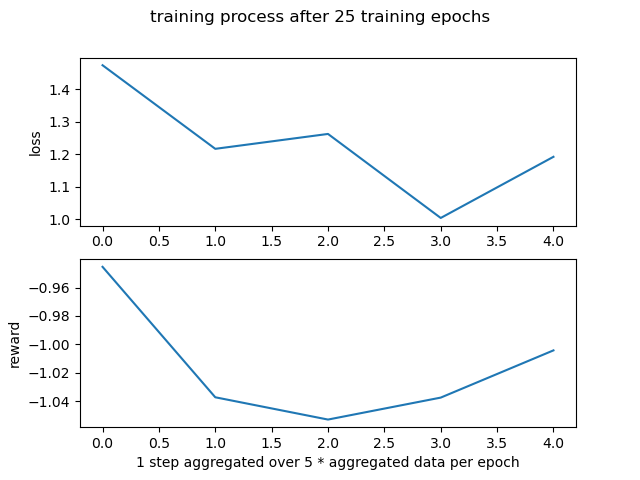 training process after 25 training epochs
1.4
1.3
1.2
1.1
1.0
loss
0.0 0.5 1.0 1.5 2.0 2.5 3.0 3.5 4.0
−0.96
−0.98
−1.00
−1.02
−1.04
reward
0.0 0.5 1.0 1.5 2.0 2.5 3.0 3.5 4.0
1 step aggregated over 5 * aggregated data per epoch